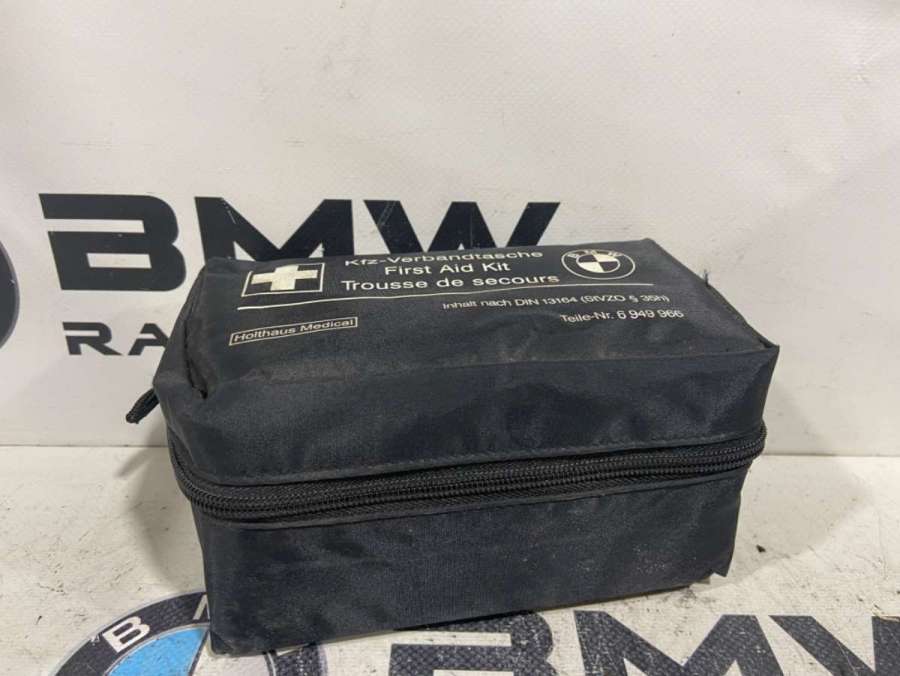 BMW
RA
Kfz-Verbandtasche
First Aid Kit
Trousse de secours
Inhalt nach DIN 13164 (StVZO § 35h)
Teile-Nr. 6 949 966
Holthaus Medical
B
BMW